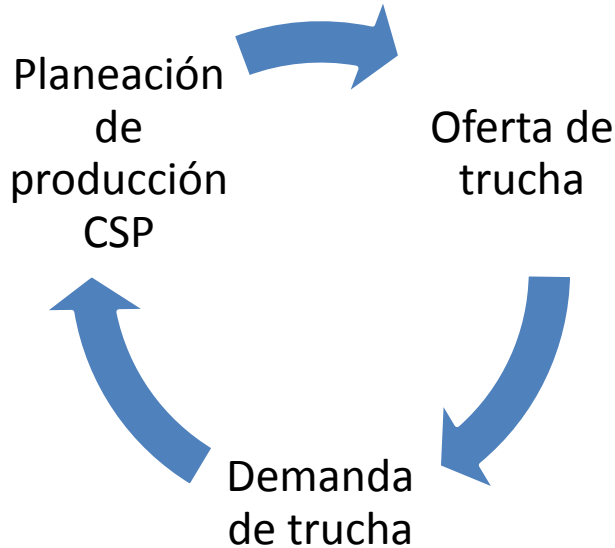 Planeación
de
producción
CSP
Oferta de
trucha
Demanda
de trucha